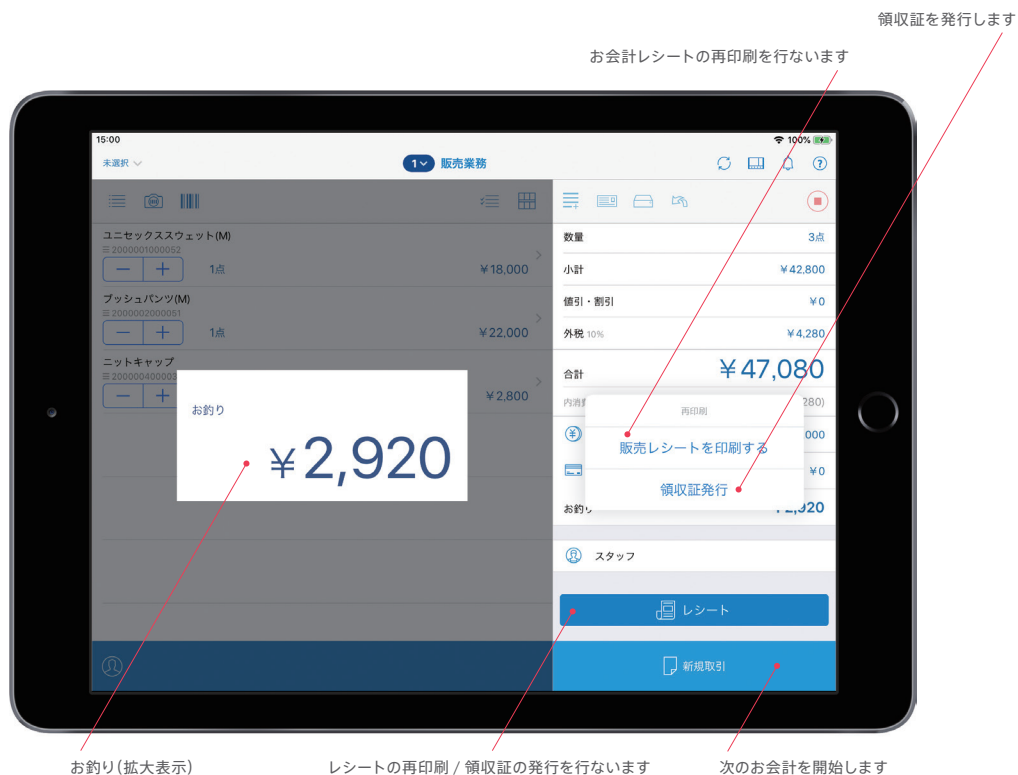 領収証を発行します
お会計レシートの再印刷を行ないます
15:00
100%
未選択
1 販売業務
?
ユニセックススウェット(M)
2000001000052
1点
¥18,000
プッシュパンツ(M)
2000002000051
1点
¥22,000
ニットキャップ
¥2,800
お釣り
¥2,920
数量
3点
小計
¥42,800
値引・割引
¥0
外税 10%
¥4,280
合計
¥47,080
280)
再印刷
販売レシートを印刷する
領収証発行
000
¥0
スタッフ
レシート
新規取引
お釣り(拡大表示)
レシートの再印刷 / 領収証の発行を行ないます
次のお会計を開始します